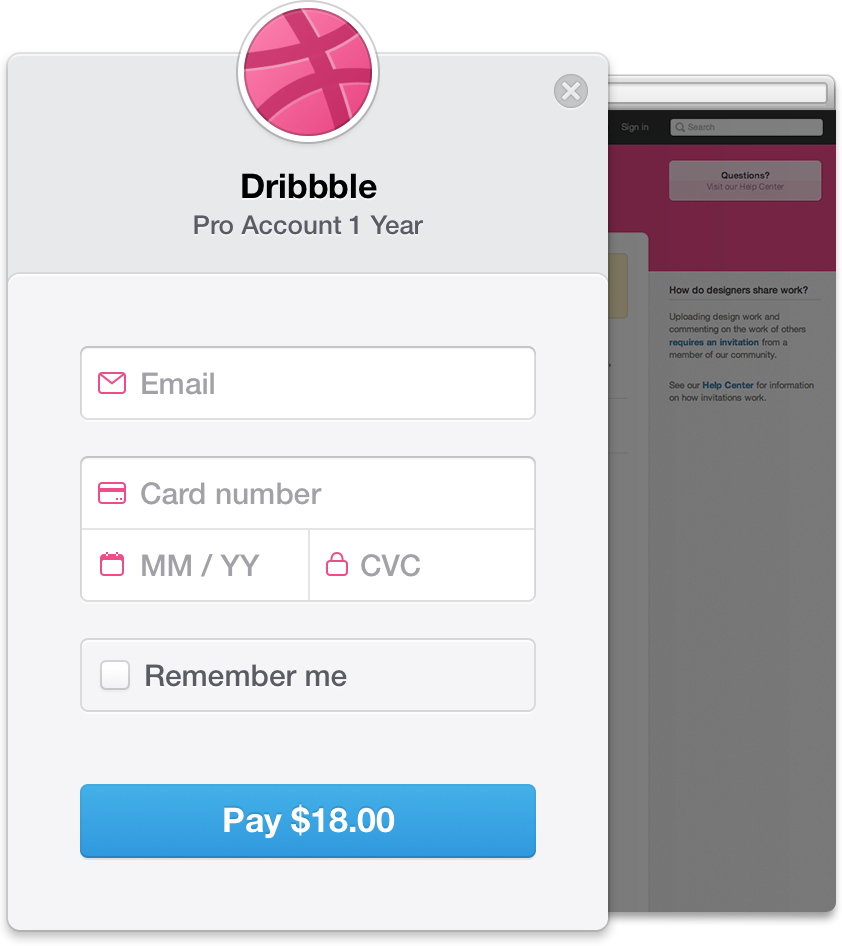 Dribbble
Pro Account 1 Year
Email
Card number
MM / YY
CVC
Remember me
Pay $18.00
Sign in
Search
Questions?
Visit our Help Center
How do designers share work?
Uploading design work and
commenting on the work of others
requires an invitation from a
member of our community.
See our Help Center for information
on how invitations work.